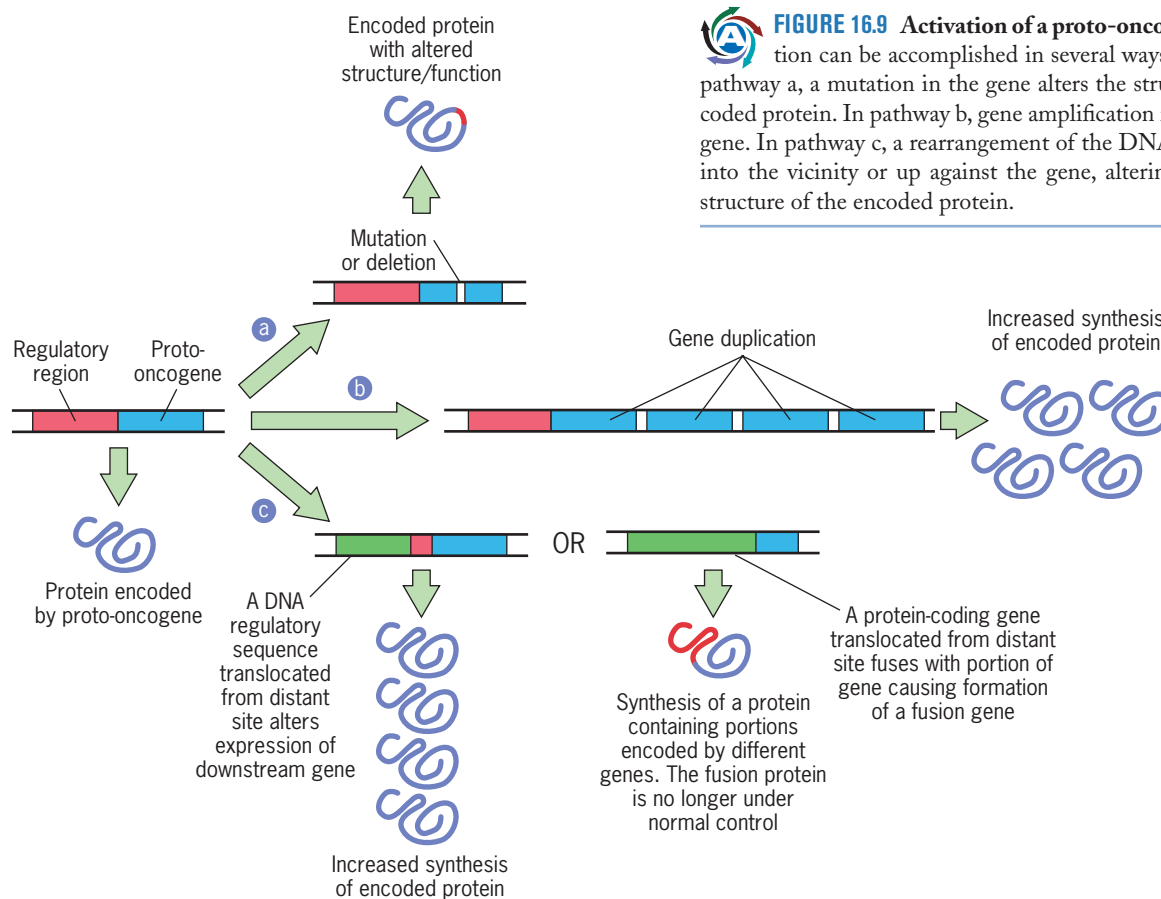 Encoded protein
with altered
structure/function
A
FIGURE 16.9 Activation of a proto-onco
tion can be accomplished in several ways
pathway a, a mutation in the gene alters the stru
coded protein. In pathway b, gene amplification
gene. In pathway c, a rearrangement of the DNA
into the vicinity or up against the gene, alterin
structure of the encoded protein.
Mutation
or deletion
a
Regulatory
region
Proto-
oncogene
b
Gene duplication
Increased synthesis
of encoded protein
c
Protein encoded
by proto-oncogene
OR
A DNA
regulatory
sequence
translocated
from distant
site alters
expression of
downstream gene
Increased synthesis
of encoded protein
Synthesis of a protein
containing portions
encoded by different
genes. The fusion protein
is no longer under
normal control
A protein-coding gene
translocated from distant
site fuses with portion of
gene causing formation
of a fusion gene